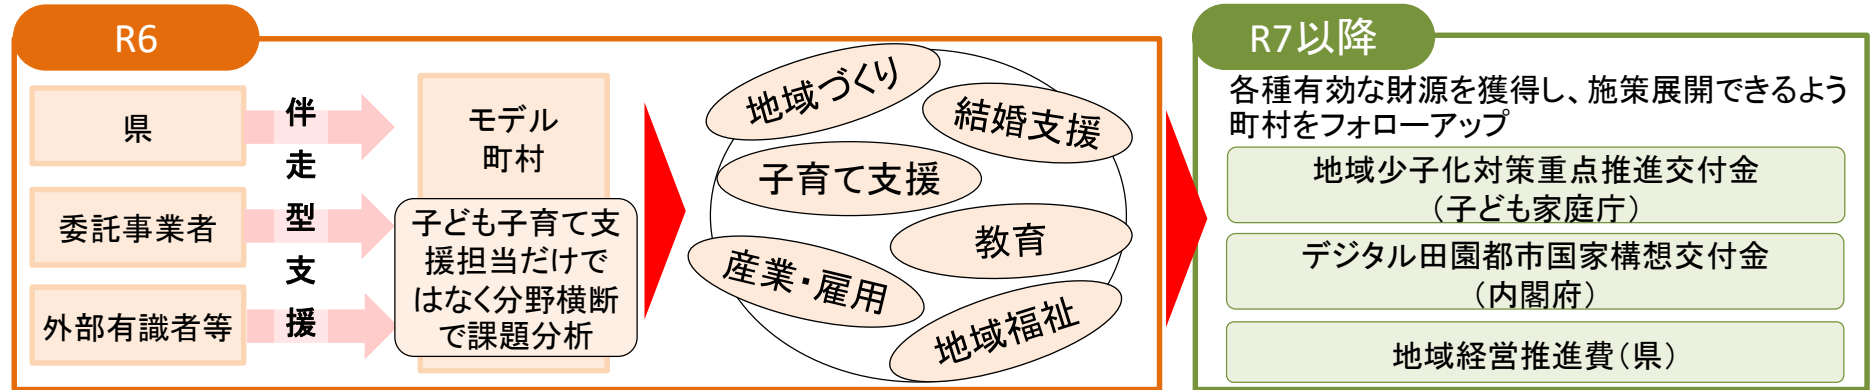 R6
県
委託事業者
外部有識者等
伴
走
型
支
援
モデル
町村
子ども子育て支
援担当だけで
はなく分野横断
で課題分析
地域づくり
結婚支援
子育て支援
教育
産業・雇用
地域福祉
R7以降
各種有効な財源を獲得し、施策展開できるよう
町村をフォローアップ
地域少子化対策重点推進交付金
（子ども家庭庁）
デジタル田園都市国家構想交付金
（内閣府）
地域経営推進費（県）